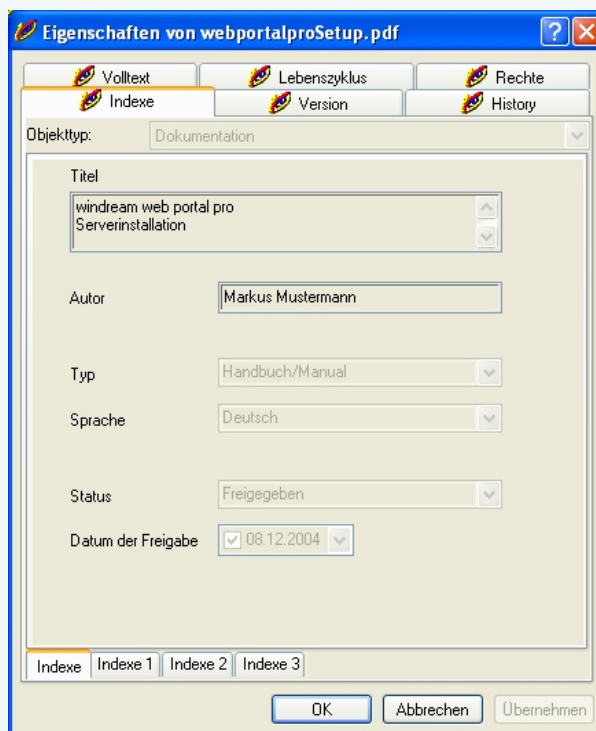 Eigenschaften von webportalproSetup.pdf
Volltext
Lebenszyklus
Rechte
Indexe
Version
History
Objekttyp:
Dokumentation
Titel
windream web portal pro
Serverinstallation
Autor
Markus Mustermann
Typ
Handbuch/Manual
Sprache
Deutsch
Status
Freigegeben
Datum der Freigabe
08.12.2004
Indexe
Indexe 1
Indexe 2
Indexe 3
OK
Abbrechen
Übernehmen